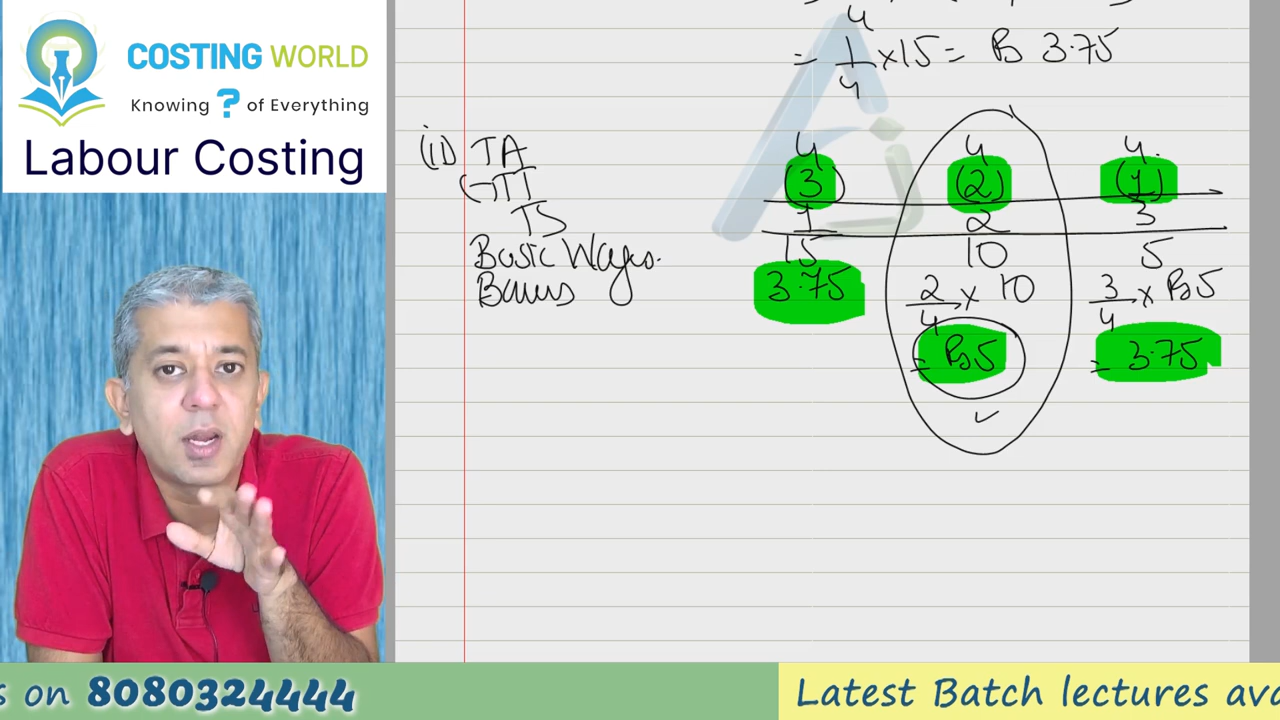 COSTING WORLD
Knowing ? of Everything
Labour Costing
4
= 1/4 × 15 = Rs 3.75
(ii) TA 4 4 4
(-) TT (3) (2) (1)
TS 1 2 3
Basic Wages. 15 10 5
Bonus 3.75 2/4 × 10 3/4 × Rs 5
= Rs 5 = 3.75
s on 8080324444
Latest Batch lectures ava